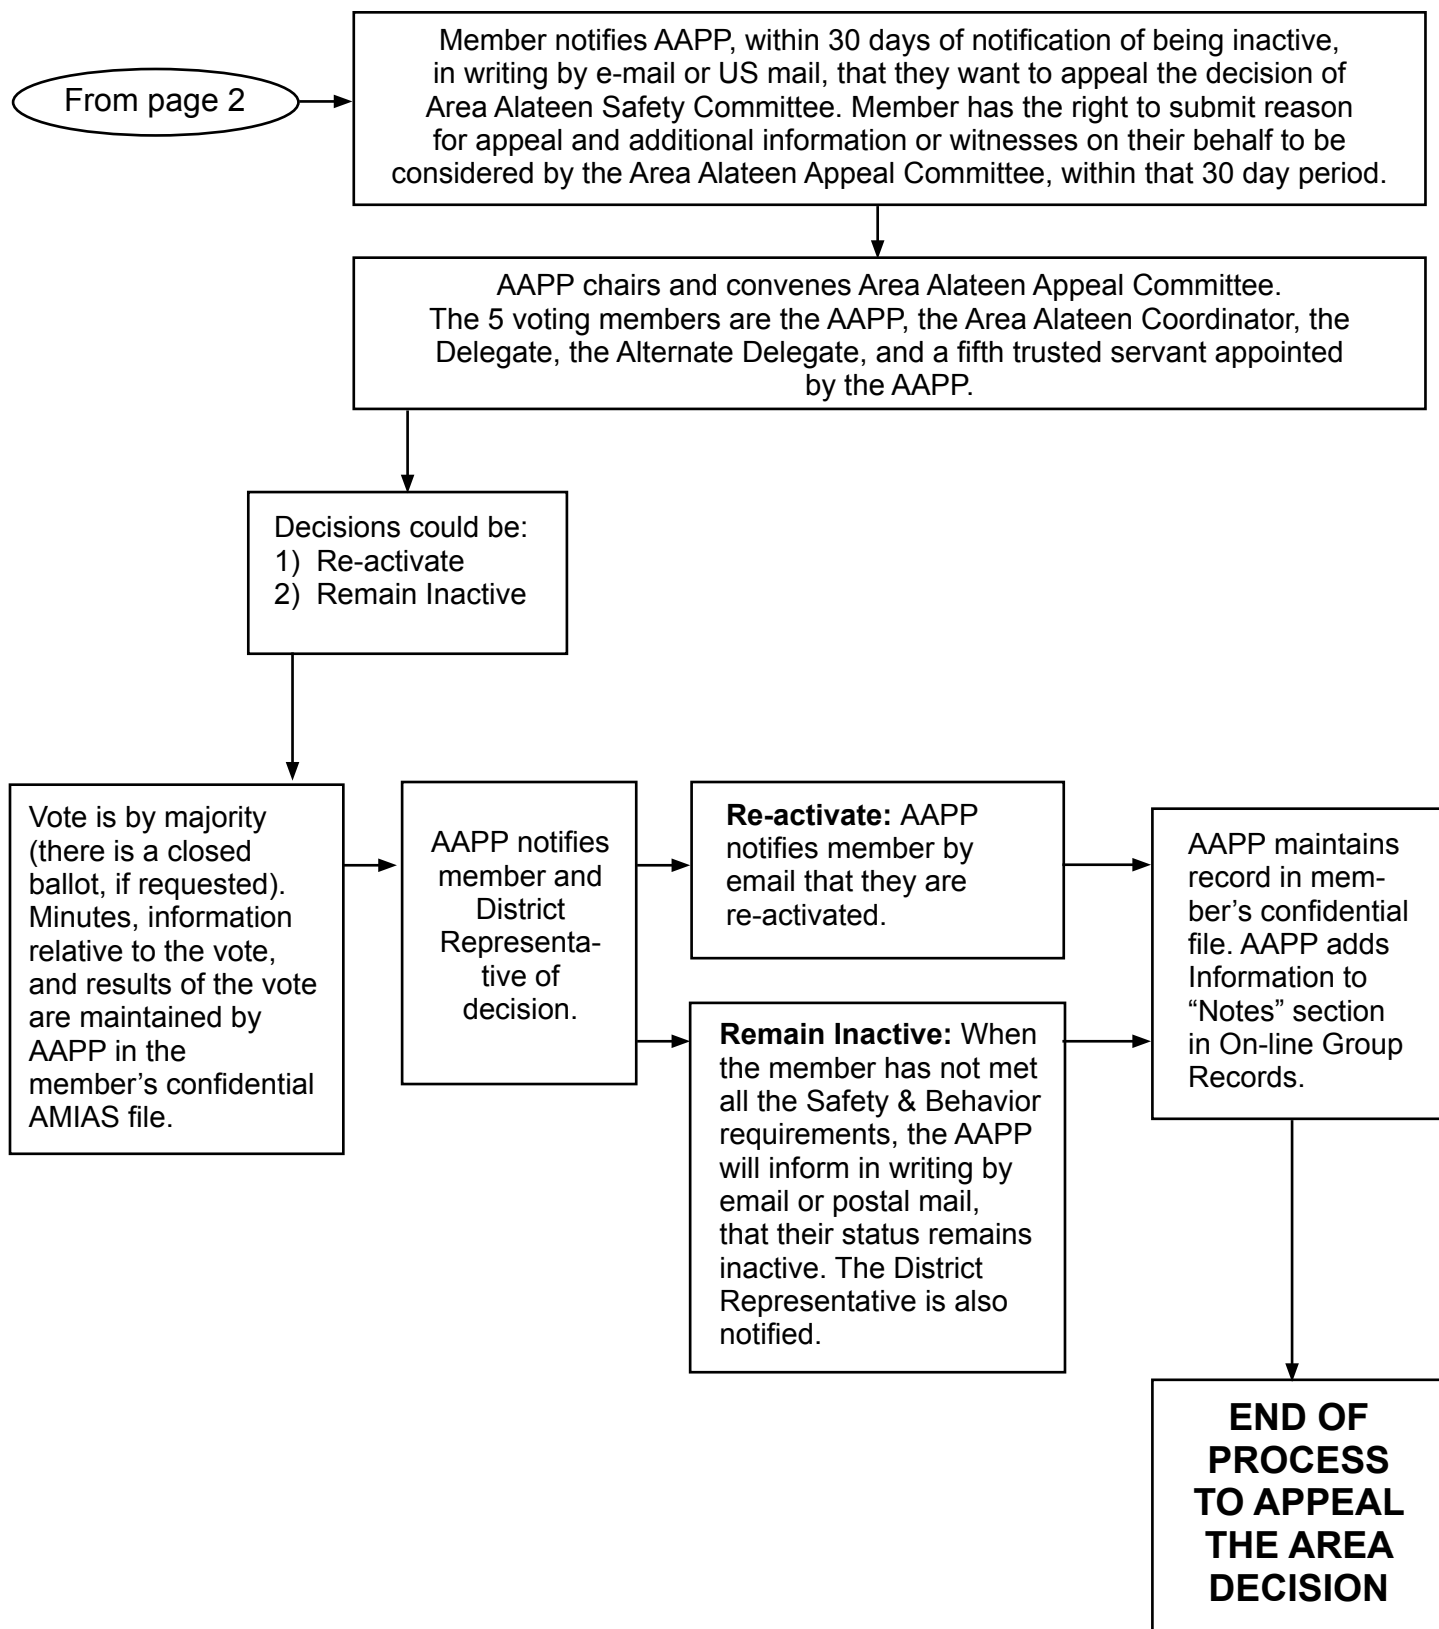 From page 2
Member notifies AAPP, within 30 days of notification of being inactive,
in writing by e-mail or US mail, that they want to appeal the decision of
Area Alateen Safety Committee. Member has the right to submit reason
for appeal and additional information or witnesses on their behalf to be
considered by the Area Alateen Appeal Committee, within that 30 day period.
AAPP chairs and convenes Area Alateen Appeal Committee.
The 5 voting members are the AAPP, the Area Alateen Coordinator, the
Delegate, the Alternate Delegate, and a fifth trusted servant appointed
by the AAPP.
Decisions could be:
1) Re-activate
2) Remain Inactive
Vote is by majority
(there is a closed
ballot, if requested).
Minutes, information
relative to the vote,
and results of the vote
are maintained by
AAPP in the
member’s confidential
AMIAS file.
AAPP notifies
member and
District
Representa-
tive of
decision.
Re-activate: AAPP
notifies member by
email that they are
re-activated.
Remain Inactive: When
the member has not met
all the Safety & Behavior
requirements, the AAPP
will inform in writing by
email or postal mail,
that their status remains
inactive. The District
Representative is also
notified.
AAPP maintains
record in mem-
ber’s confidential
file. AAPP adds
Information to
“Notes” section
in On-line Group
Records.
END OF
PROCESS
TO APPEAL
THE AREA
DECISION